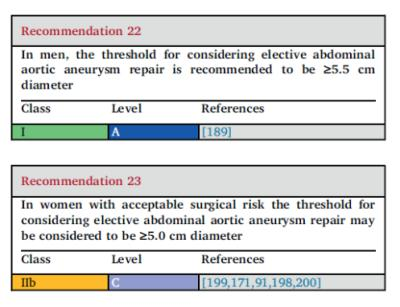 Recommendation 22
In men, the threshold for considering elective abdominal
aortic aneurysm repair is recommended to be ≥5.5 cm
diameter
Class Level References
I A [189]
Recommendation 23
In women with acceptable surgical risk the threshold for
considering elective abdominal aortic aneurysm repair may
be considered to be ≥5.0 cm diameter
Class Level References
IIb C [199,171,91,198,200]